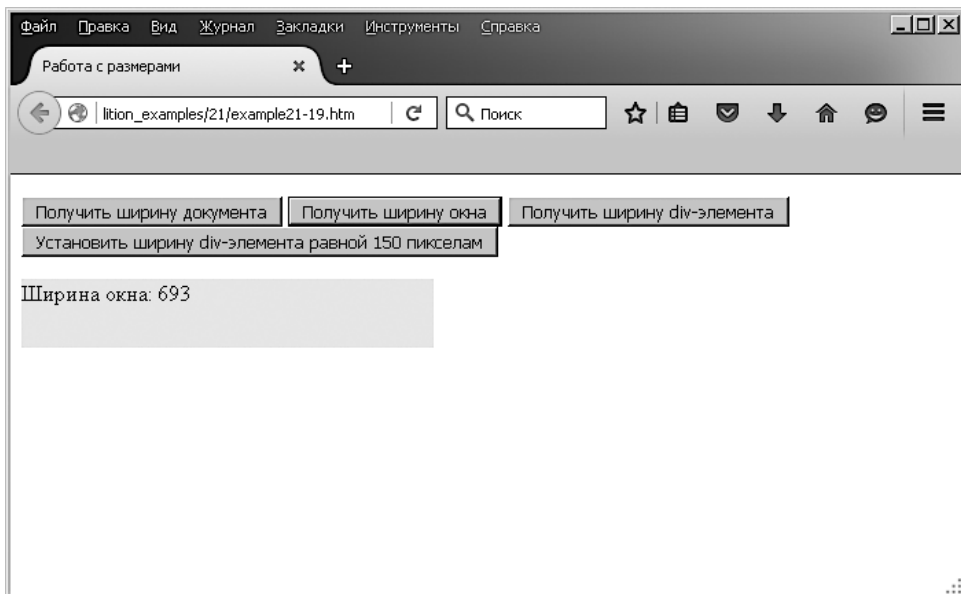 Файл Правка Вид Журнал Закладки Инструменты Справка
Работа с размерами
lition_examples/21/example21-19.htm
Поиск
Получить ширину документа Получить ширину окна Получить ширину div-элемента
Установить ширину div-элемента равной 150 пикселам
Ширина окна: 693